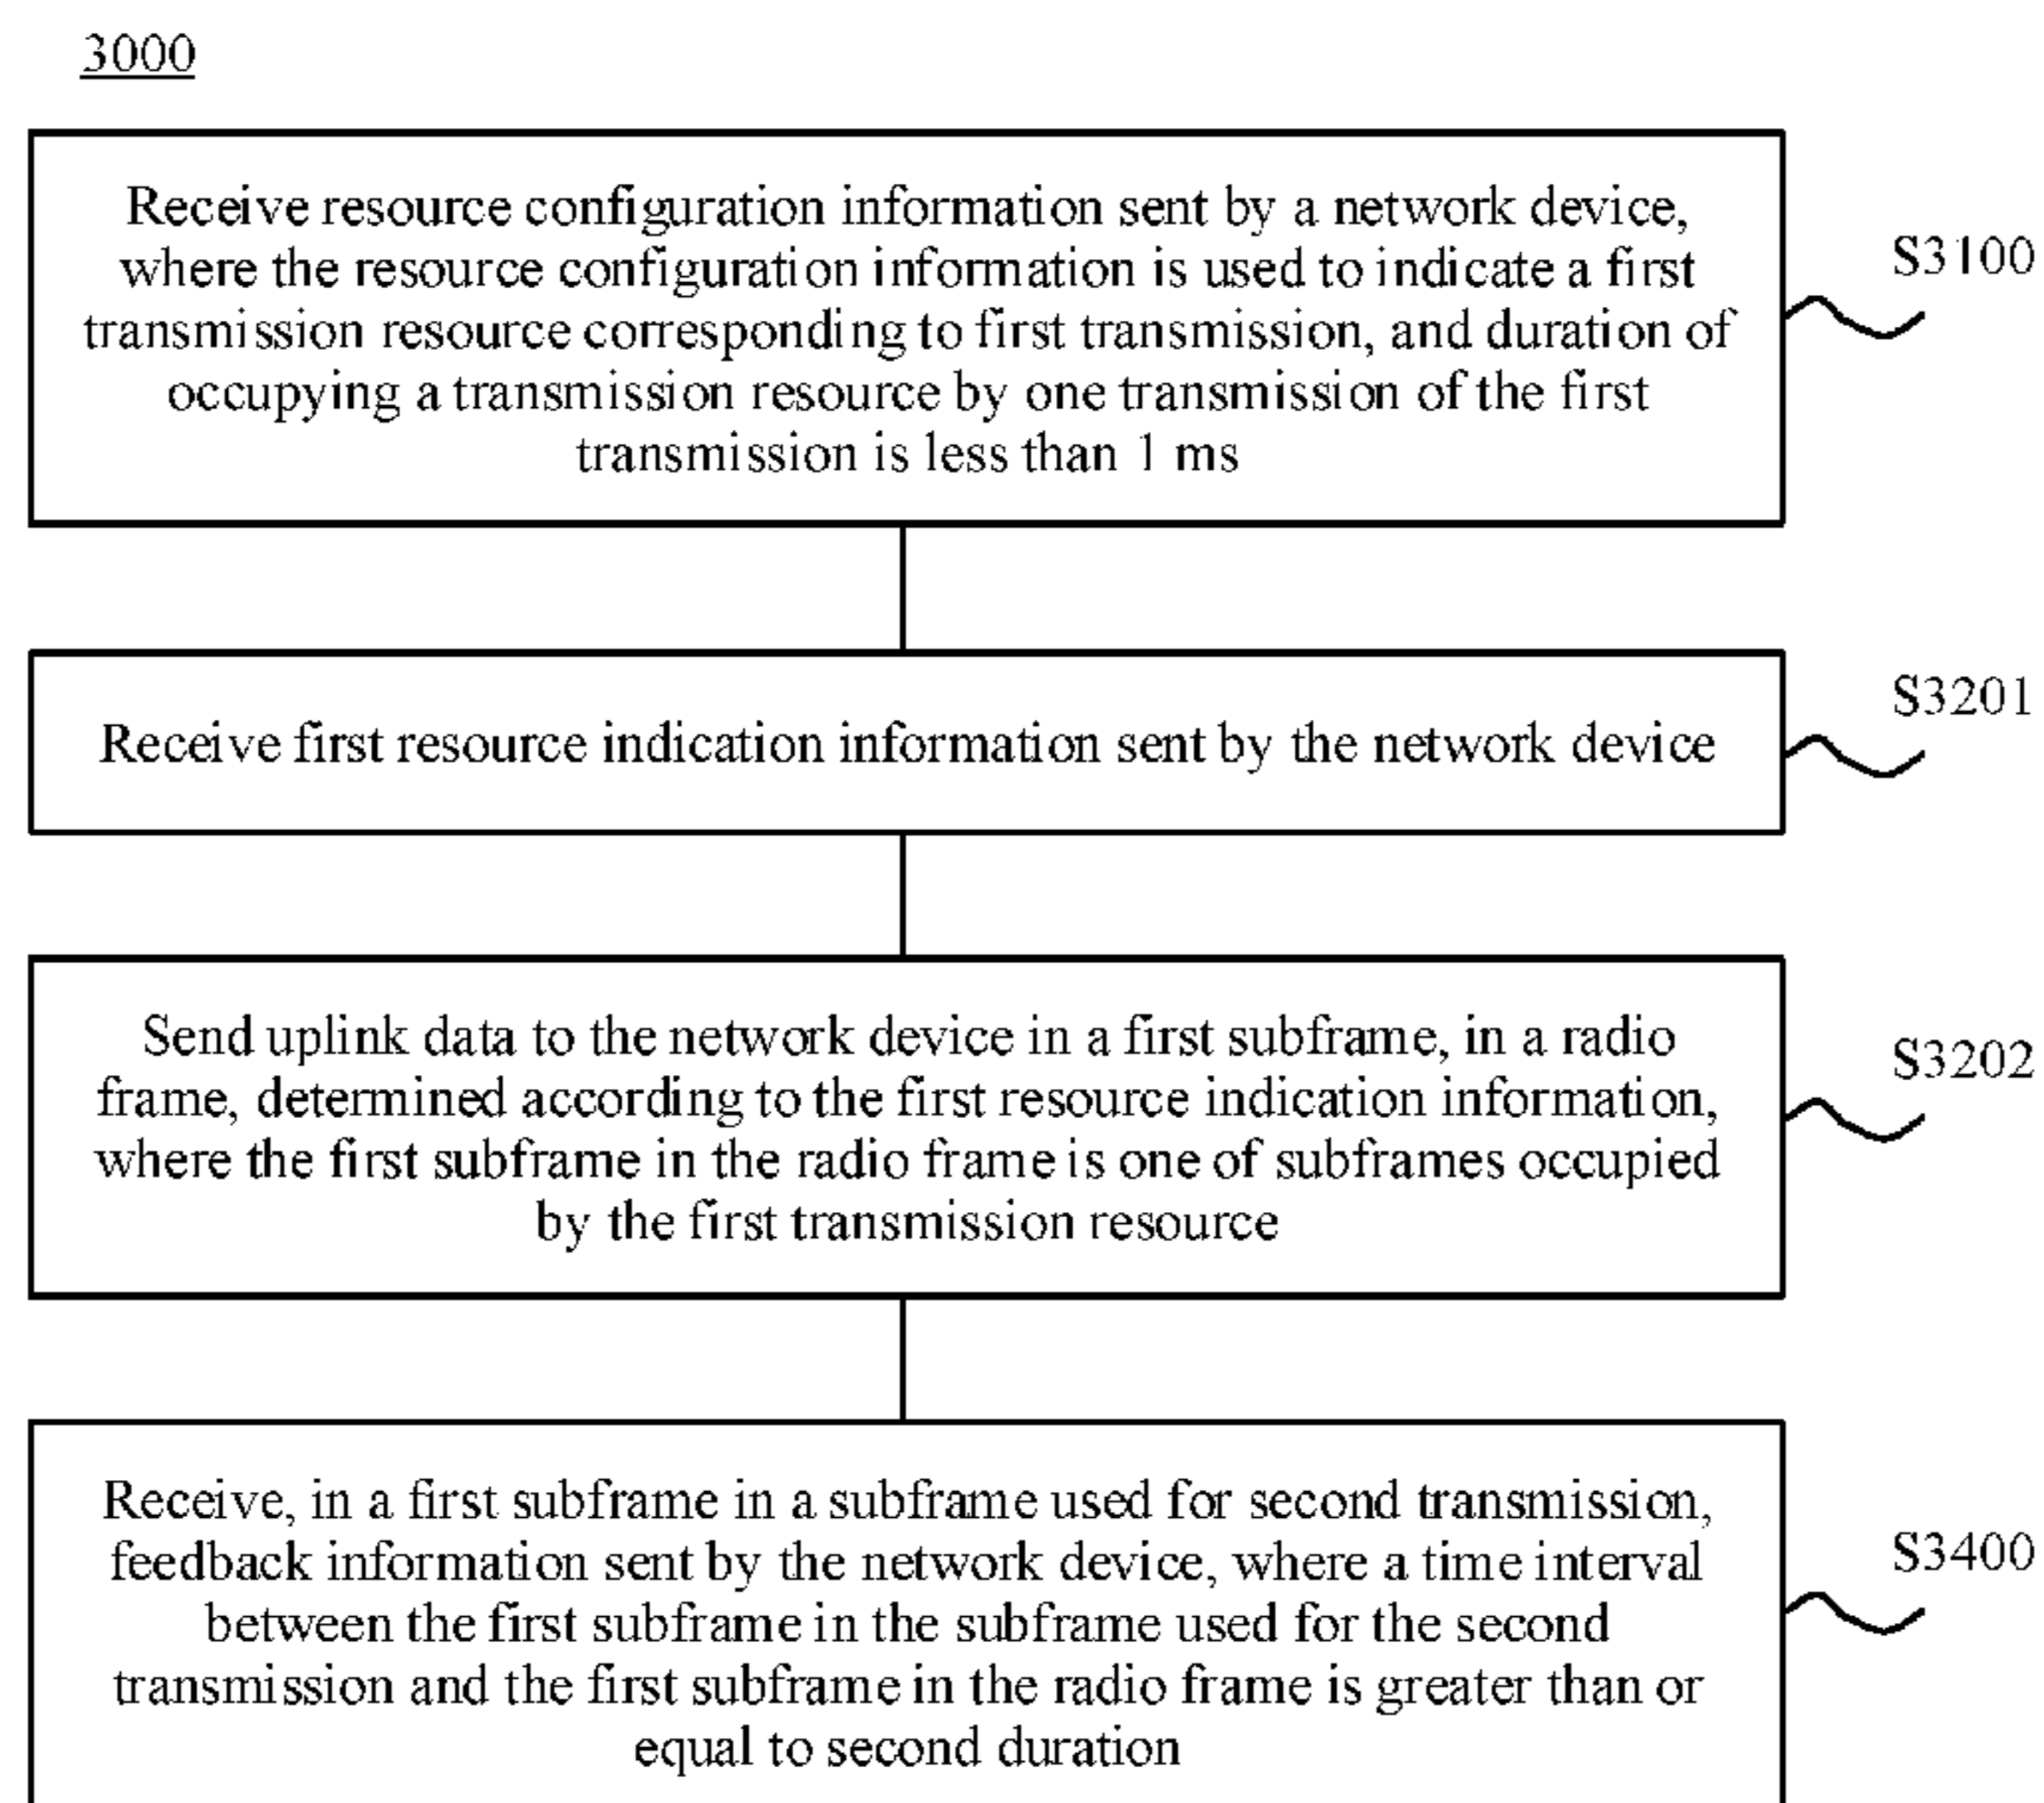 3000
Receive resource configuration information sent by a network device,
where the resource configuration information is used to indicate a first
transmission resource corresponding to first transmission, and duration of
occupying a transmission resource by one transmission of the first
transmission is less than 1 ms
S3100
Receive first resource indication information sent by the network device
S3201
Send uplink data to the network device in a first subframe, in a radio
frame, determined according to the first resource indication information,
where the first subframe in the radio frame is one of subframes occupied
by the first transmission resource
S3202
Receive, in a first subframe in a subframe used for second transmission,
feedback information sent by the network device, where a time interval
between the first subframe in the subframe used for the second
transmission and the first subframe in the radio frame is greater than or
equal to second duration
S3400